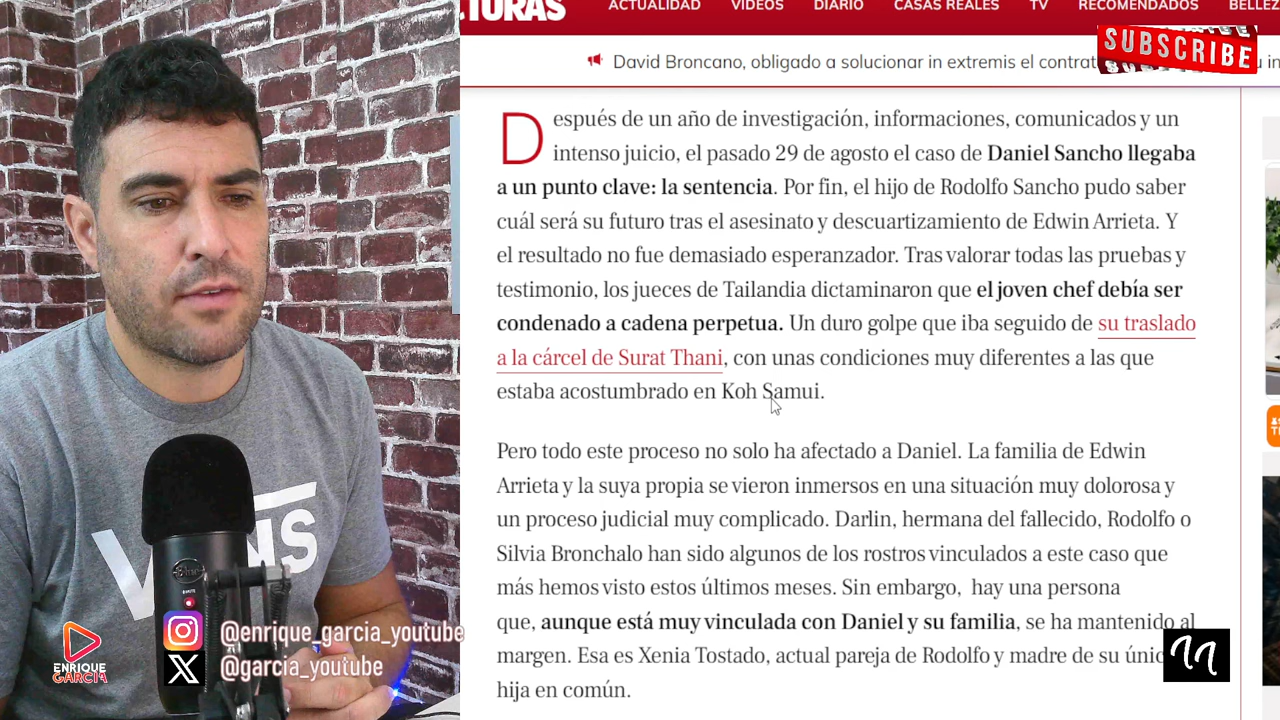 TURAS
ACTUALIDAD VIDEOS DIARIO CASAS REALES TV RECOMENDADOS
SUBSCRIBE
David Broncano, obligado a solucionar in extremis el
Después de un año de investigación, informaciones, comunicados y un
intenso juicio, el pasado 29 de agosto el caso de Daniel Sancho llegaba
a un punto clave: la sentencia. Por fin, el hijo de Rodolfo Sancho pudo saber
cuál será su futuro tras el asesinato y descuartizamiento de Edwin Arrieta. Y
el resultado no fue demasiado esperanzador. Tras valorar todas las pruebas y
testimonio, los jueces de Tailandia dictaminaron que el joven chef debía ser
condenado a cadena perpetua. Un duro golpe que iba seguido de su traslado
a la cárcel de Surat Thani, con unas condiciones muy diferentes a las que
estaba acostumbrado en Koh Samui.
Pero todo este proceso no solo ha afectado a Daniel. La familia de Edwin
Arrieta y la suya propia se vieron inmersos en una situación muy dolorosa y
un proceso judicial muy complicado. Darlin, hermana del fallecido, Rodolfo o
Silvia Bronchalo han sido algunos de los rostros vinculados a este caso que
más hemos visto estos últimos meses. Sin embargo, hay una persona
que, aunque está muy vinculada con Daniel y su familia, se ha mantenido al
margen. Esa es Xenia Tostado, actual pareja de Rodolfo y madre de su
hija en común.
VANS
Blue
@enrique_garcia_youtube
@garcia_youtube
ENRIQUE
GARCIA